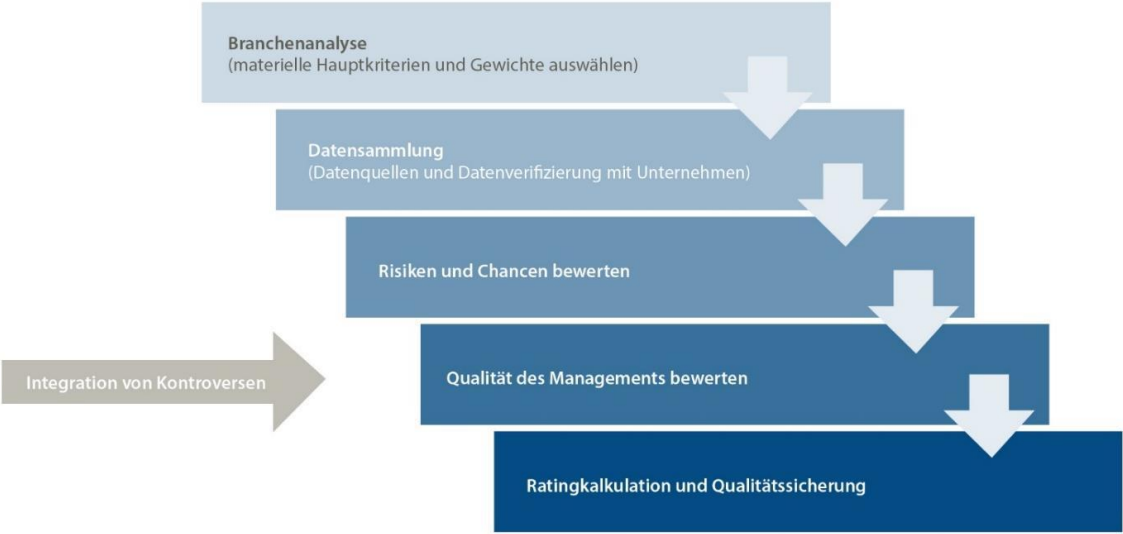 Branchenanalyse
(materielle Hauptkriterien und Gewichte auswählen)
Datensammlung
(Datenquellen und Datenverifizierung mit Unternehmen)
Risiken und Chancen bewerten
Integration von Kontroversen
Qualität des Managements bewerten
Ratingkalkulation und Qualitätssicherung